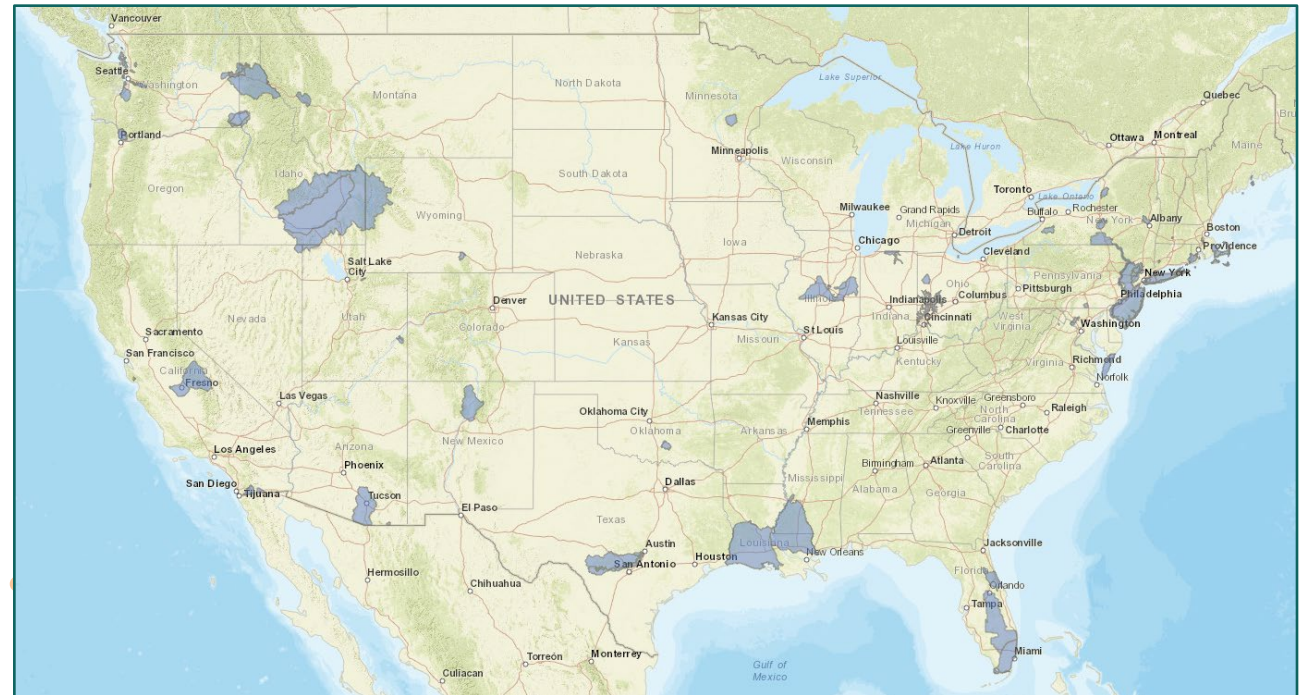 Vancouver
Seattle
Washington
Portland
Oregon
Idaho
Montana
Wyoming
North Dakota
South Dakota
Nebraska
Minnesota
Minneapolis
Wisconsin
Lake Superior
Lake Huron
Lake Ontario
Quebec
Ottawa
Montreal
Maine
Toronto
Rochester
Buffalo
New York
Albany
Boston
Providence
Milwaukee
Grand Rapids
Michigan
Detroit
Chicago
Cleveland
Iowa
Salt Lake
City
Nevada
Utah
Denver
Colorado
UNITED STATES
Kansas City
Kansas
Missouri
St Louis
Indianapolis
Indiana
Ohio
Columbus
Cincinnati
Pittsburgh
Pennsylvania
New York
Philadelphia
Washington
West
Virginia
Virginia
Richmond
Norfolk
Louisville
Kentucky
Sacramento
San Francisco
California
Fresno
Las Vegas
Los Angeles
San Diego
Tijuana
Arizona
Phoenix
Tucson
New Mexico
El Paso
Oklahoma City
Oklahoma
Arkansas
Memphis
Nashville
Tennessee
Knoxville
Greensboro
North
Carolina
Raleigh
Greenville
Charlotte
South
Carolina
Birmingham
Atlanta
Mississippi
Alabama
Georgia
Dallas
Texas
Austin
San Antonio
Houston
Louisiana
New Orleans
Jacksonville
Florida
Orlando
Tampa
Miami
Hermosillo
Chihuahua
Torreón
Monterrey
Culiacan
Gulf of
Mexico